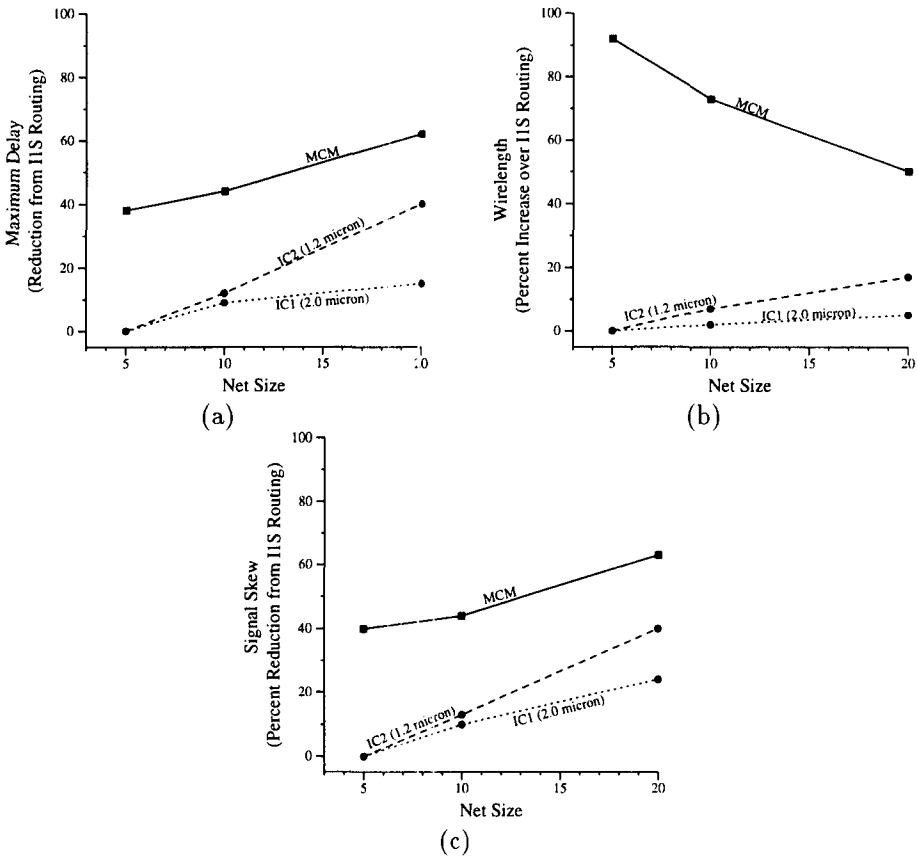 100
80
60
40
20
0
Maximum Delay
(Reduction from I1S Routing)
MCM
IC2 (1.2 micron)
IC1 (2.0 micron)
5
10
15
20
Net Size
(a)
100
80
60
40
20
0
Wirelength
(Percent Increase over I1S Routing)
MCM
IC2 (1.2 micron)
IC1 (2.0 micron)
5
10
15
20
Net Size
(b)
100
80
60
40
20
0
Signal Skew
(Percent Reduction from I1S Routing)
MCM
IC2 (1.2 micron)
IC1 (2.0 micron)
5
10
15
20
Net Size
(c)